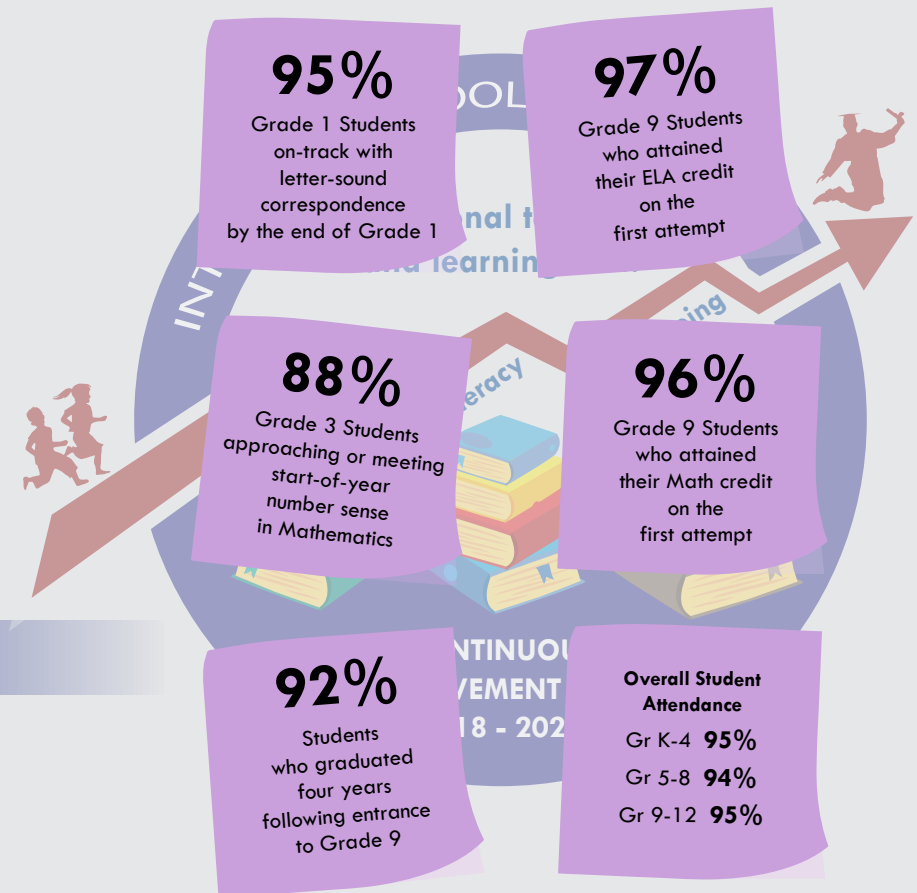 95%
Grade 1 Students
on-track with
letter-sound
correspondence
by the end of Grade 1
97%
Grade 9 Students
who attained
their ELA credit
on the
first attempt
learning
88%
Grade 3 Students
approaching or meeting
start-of-year
number sense
in Mathematics
96%
Grade 9 Students
who attained
their Math credit
on the
first attempt
92%
Students
who graduated
four years
following entrance
to Grade 9
Overall Student
Attendance
Gr K-4 95%
Gr 5-8 94%
Gr 9-12 95%